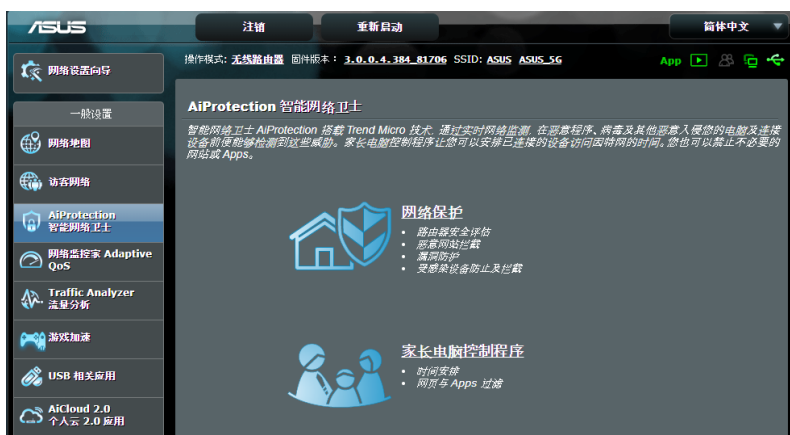 ASUS
注销
重新启动
简体中文
操作模式: 无线路由器 固件版本: 3.0.0.4.384_81706 SSID: ASUS ASUS_5G
App
网络设置向导
一般设置
网络地图
访客网络
AiProtection
智能网络卫士
网络监控家 Adaptive
QoS
Traffic Analyzer
流量分析
游戏加速
USB 相关应用
AiCloud 2.0
个人云 2.0 应用
AiProtection 智能网络卫士
智能网络卫士 AiProtection 搭载 Trend Micro 技术, 通过实时网络监测, 在恶意程序、病毒及其他恶意入侵您的电脑及连接
设备前便能够检测到这些威胁。家长电脑控制程序让您可以安排已连接的设备访问因特网的时间。您也可以禁止不必要的
网站或 Apps。
网络保护
• 路由器安全评估
• 恶意网站拦截
• 漏洞防护
• 受感染设备防止及拦截
家长电脑控制程序
• 时间安排
• 网页与 Apps 过滤